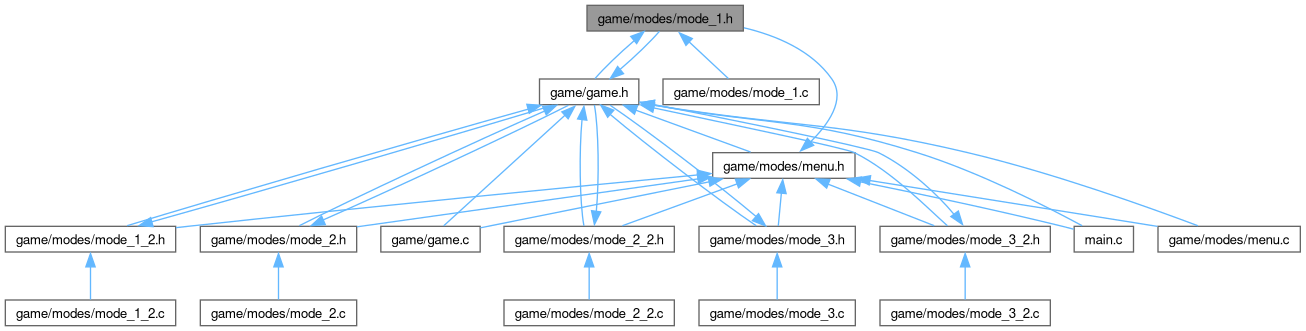 game/modes/mode_1.h
game/game.h
game/modes/mode_1.c
game/modes/menu.h
game/modes/mode_1_2.h
game/modes/mode_2.h
game/game.c
game/modes/mode_2_2.h
game/modes/mode_3.h
game/modes/mode_3_2.h
main.c
game/modes/menu.c
game/modes/mode_1_2.c
game/modes/mode_2.c
game/modes/mode_2_2.c
game/modes/mode_3.c
game/modes/mode_3_2.c